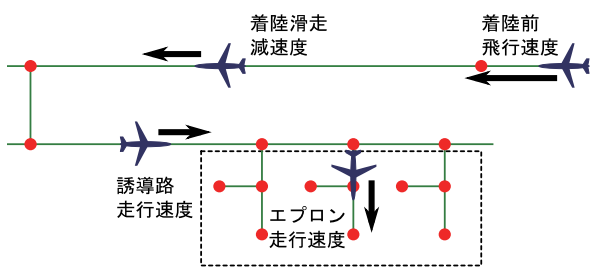 着陸滑走
減速度
着陸前
飛行速度
誘導路
走行速度
エプロン
走行速度